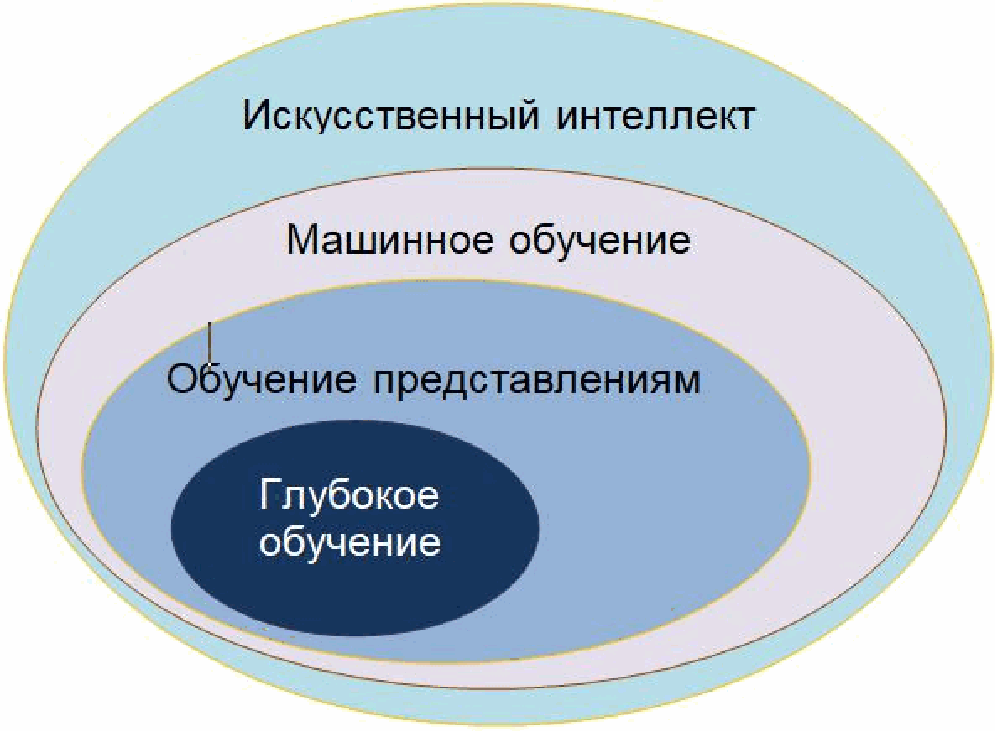 Искусственный интеллект
Машинное обучение
Обучение представлениям
Глубокое
обучение